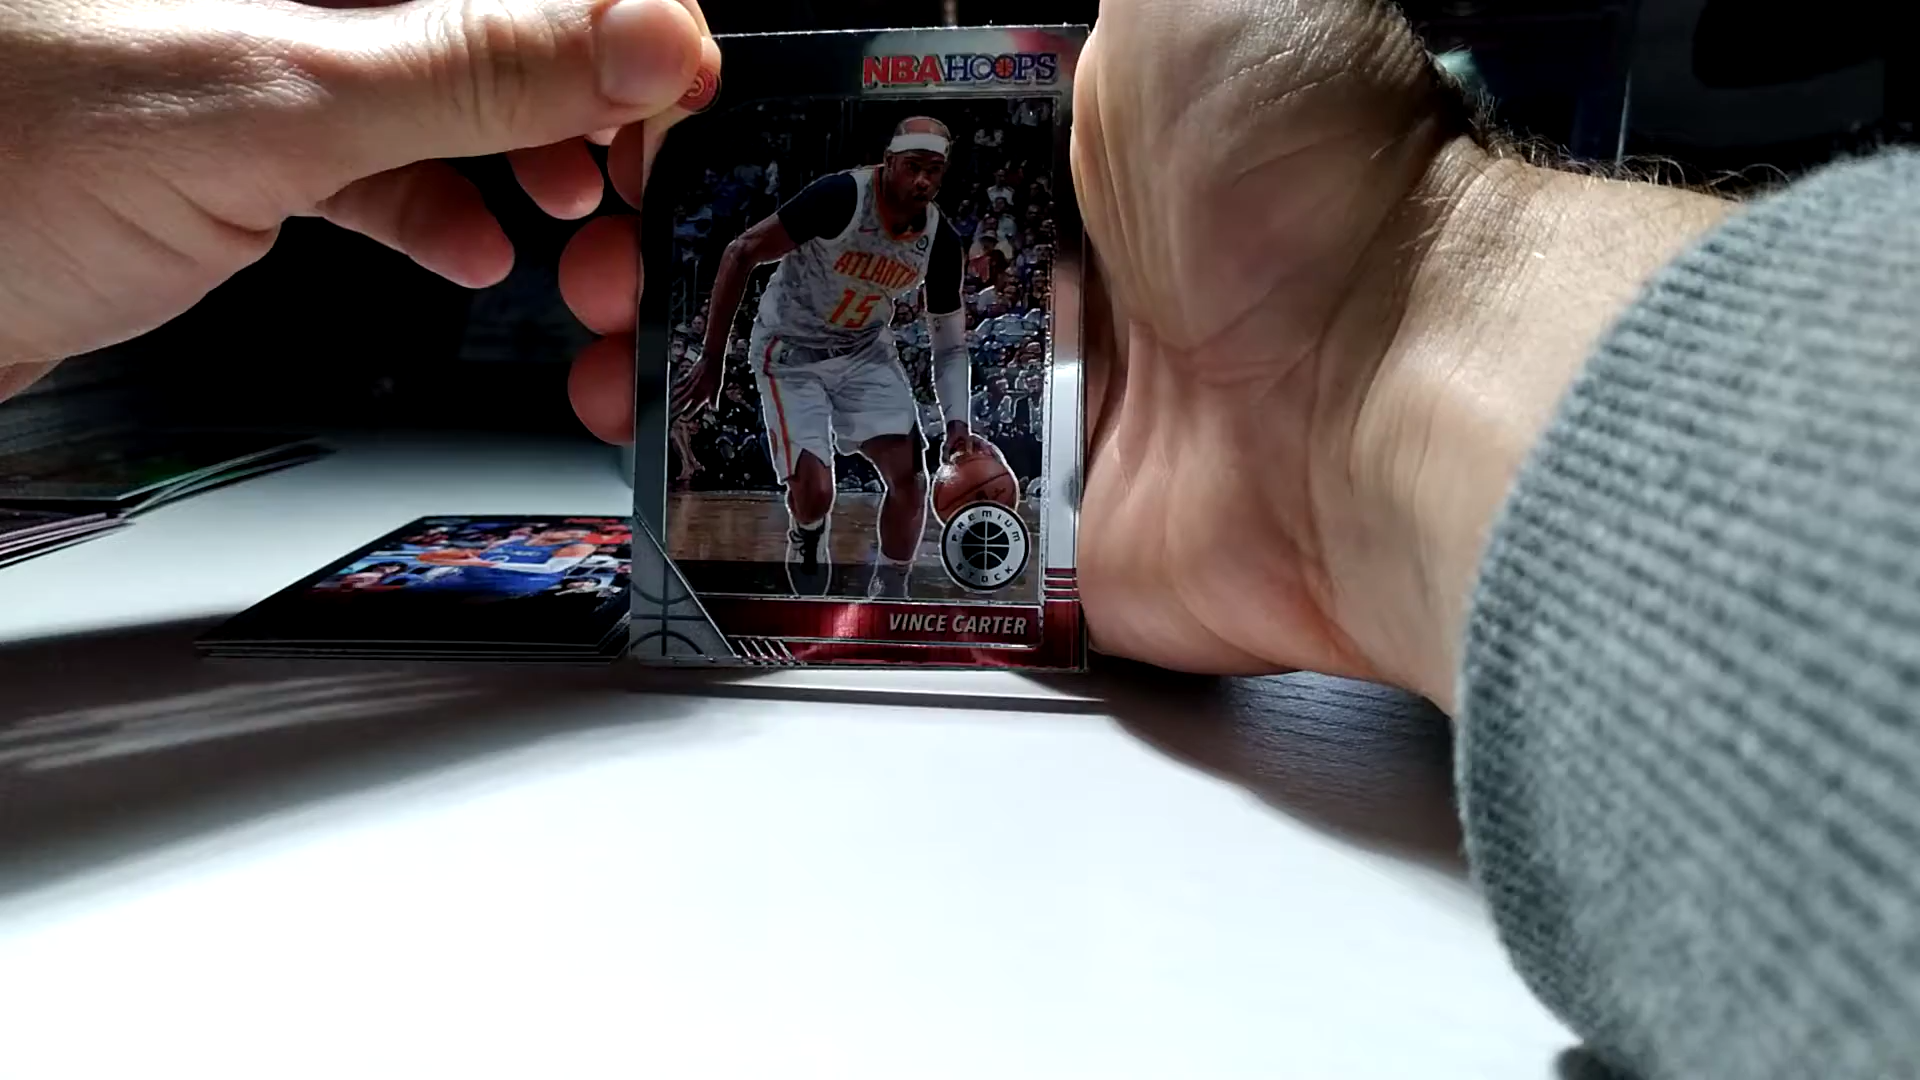 NBA HOOPS
ATLANTA
15
PREMIUM
STOCK
VINCE CARTER